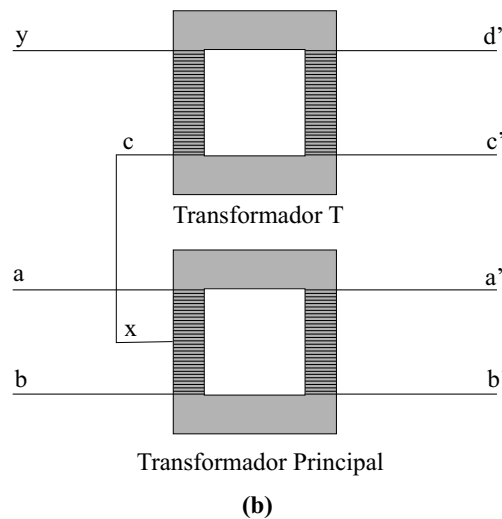 y d'
c c'
Transformador T
a a'
x
b b'
Transformador Principal
(b)